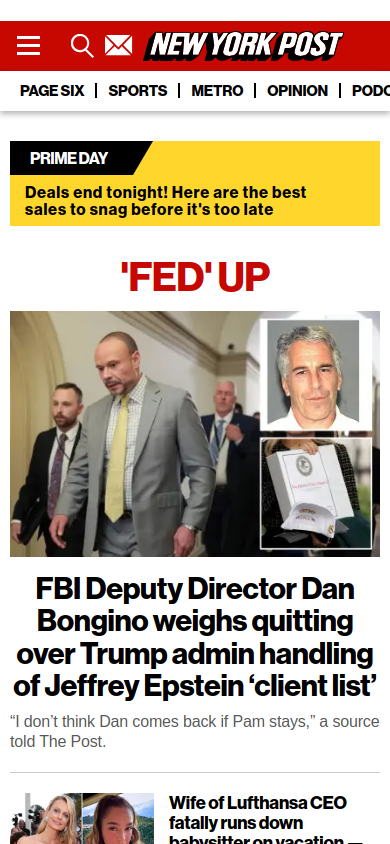 NEW YORK POST
PAGE SIX
SPORTS
METRO
OPINION
PODC
PRIME DAY
Deals end tonight! Here are the best
sales to snag before it's too late
'FED' UP
FBI Deputy Director Dan
Bongino weighs quitting
over Trump admin handling
of Jeffrey Epstein ‘client list’
“I don’t think Dan comes back if Pam stays,” a source
told The Post.
Wife of Lufthansa CEO
fatally runs down
babysitter on vacation —